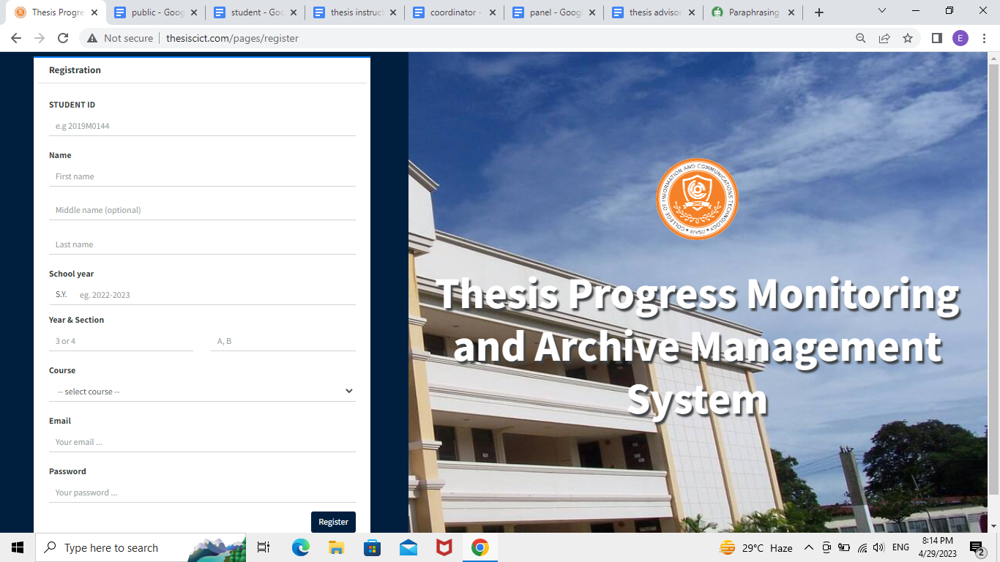 Thesis Progre
public - Goog
student - Goo
thesis instruct
coordinator -
panel - Googl
thesis advisor
Paraphrasing
Not secure
thesiscict.com/pages/register
E
Registration
STUDENT ID
e.g 2019M0144
Name
First name
Middle name (optional)
Last name
School year
S.Y. eg. 2022-2023
Year & Section
3 or 4 A, B
Course
-- select course --
Email
Your email ...
Password
Your password ...
Register
COLLEGE OF INFORMATION AND COMMUNICATIONS TECHNOLOGY
Thesis Progress Monitoring
and Archive Management
System
Type here to search
29°C Haze
ENG
8:14 PM
4/29/2023
2